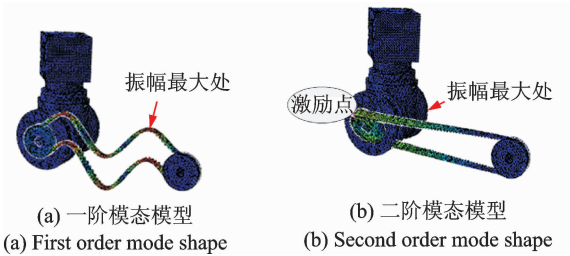 振幅最大处
(a) 一阶模态模型
(a) First order mode shape
激励点
振幅最大处
(b) 二阶模态模型
(b) Second order mode shape